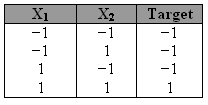 X₁ X₂ Target
−1 −1 −1
−1 1 −1
1 −1 −1
1 1 1